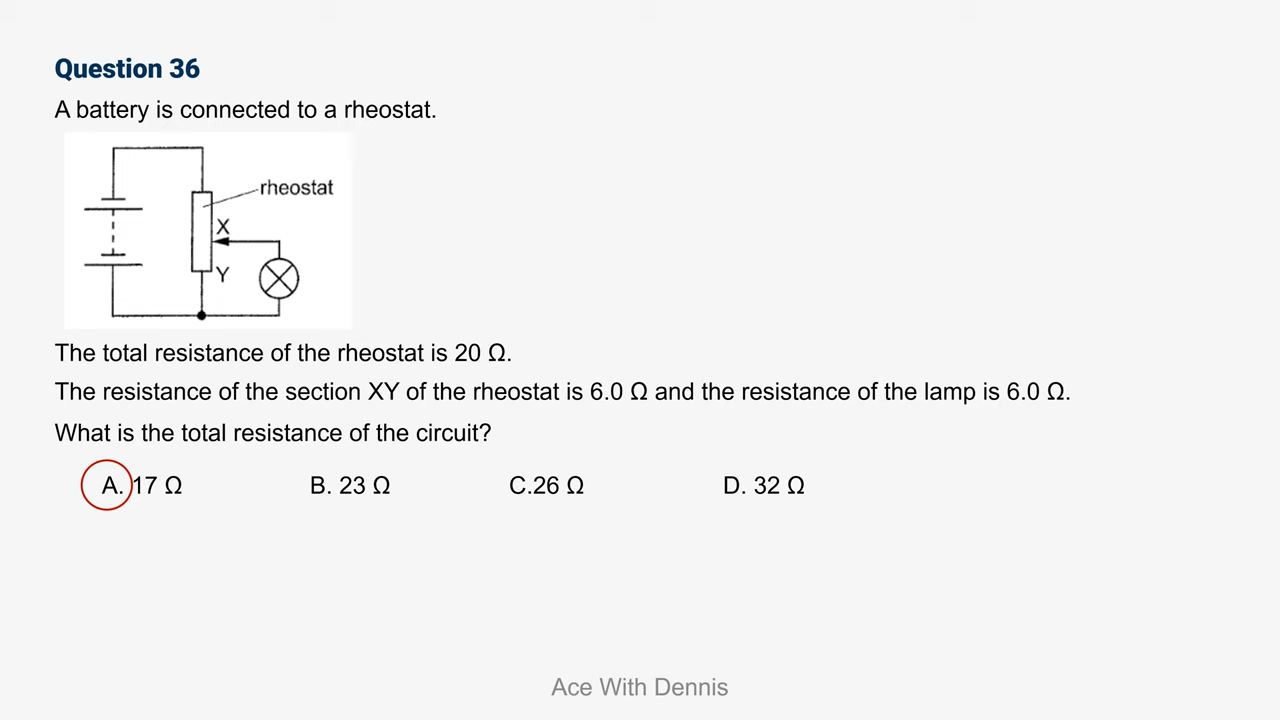 Question 36
A battery is connected to a rheostat.
rheostat
X
Y
The total resistance of the rheostat is 20 Ω.
The resistance of the section XY of the rheostat is 6.0 Ω and the resistance of the lamp is 6.0 Ω.
What is the total resistance of the circuit?
A. 17 Ω B. 23 Ω C.26 Ω D. 32 Ω
Ace With Dennis